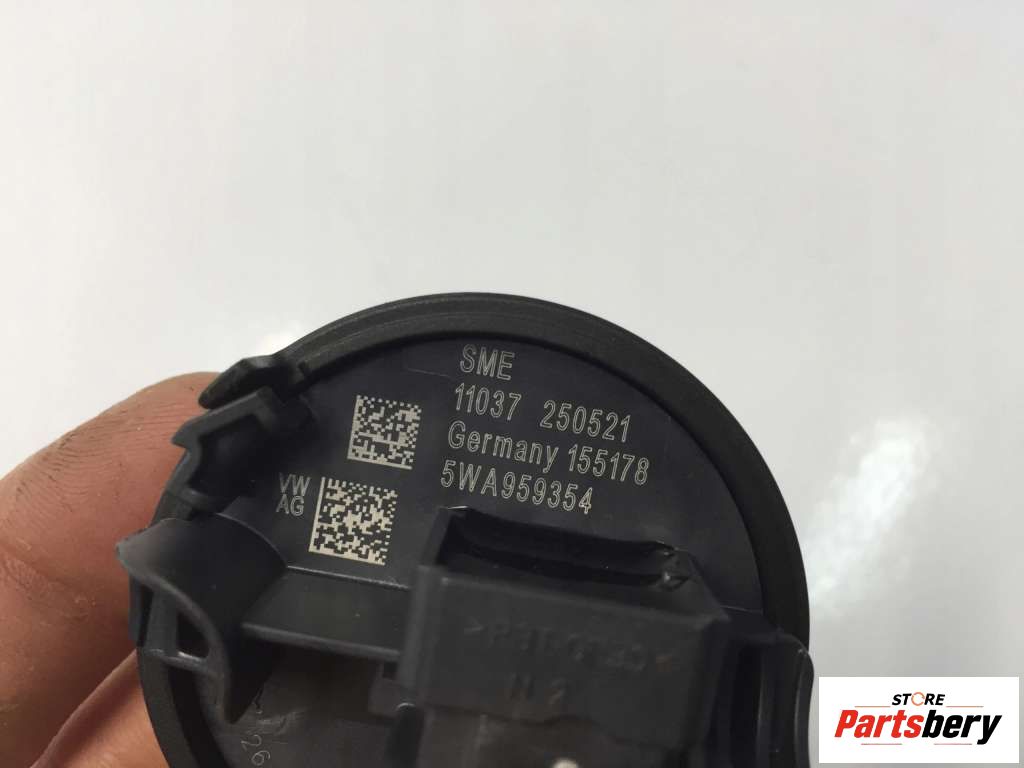 SME
11037 250521
Germany 155178
5WA959354
VW
AG
STORE
Partsbery